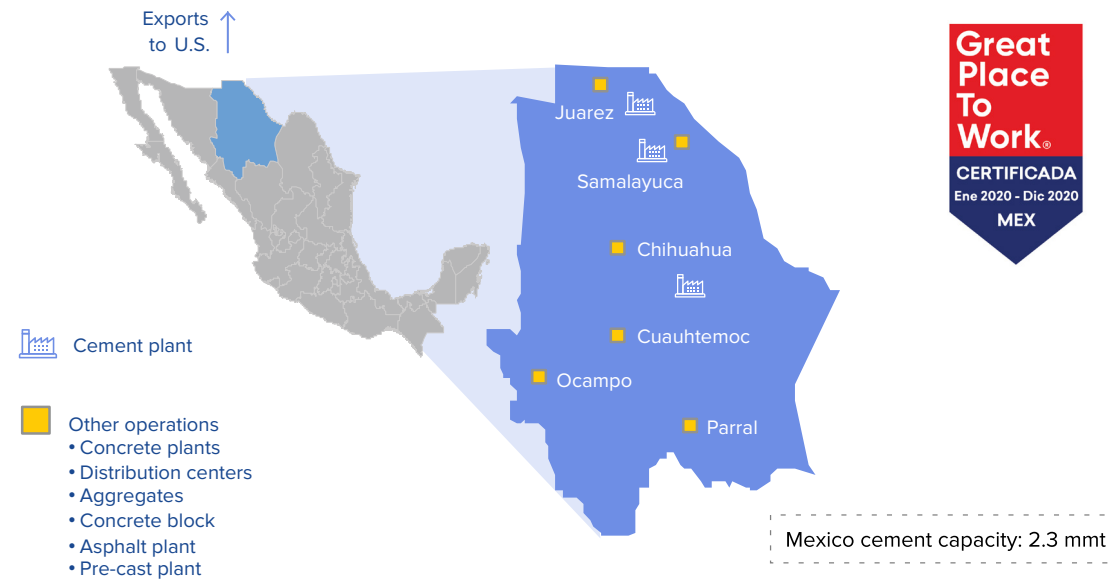 Exports
to U.S.
Great
Place
To
Work®
CERTIFICADA
Ene 2020 - Dic 2020
MEX
Juarez
Samalayuca
Chihuahua
Cuauhtemoc
Ocampo
Parral
Cement plant
Other operations
• Concrete plants
• Distribution centers
• Aggregates
• Concrete block
• Asphalt plant
• Pre-cast plant
Mexico cement capacity: 2.3 mmt